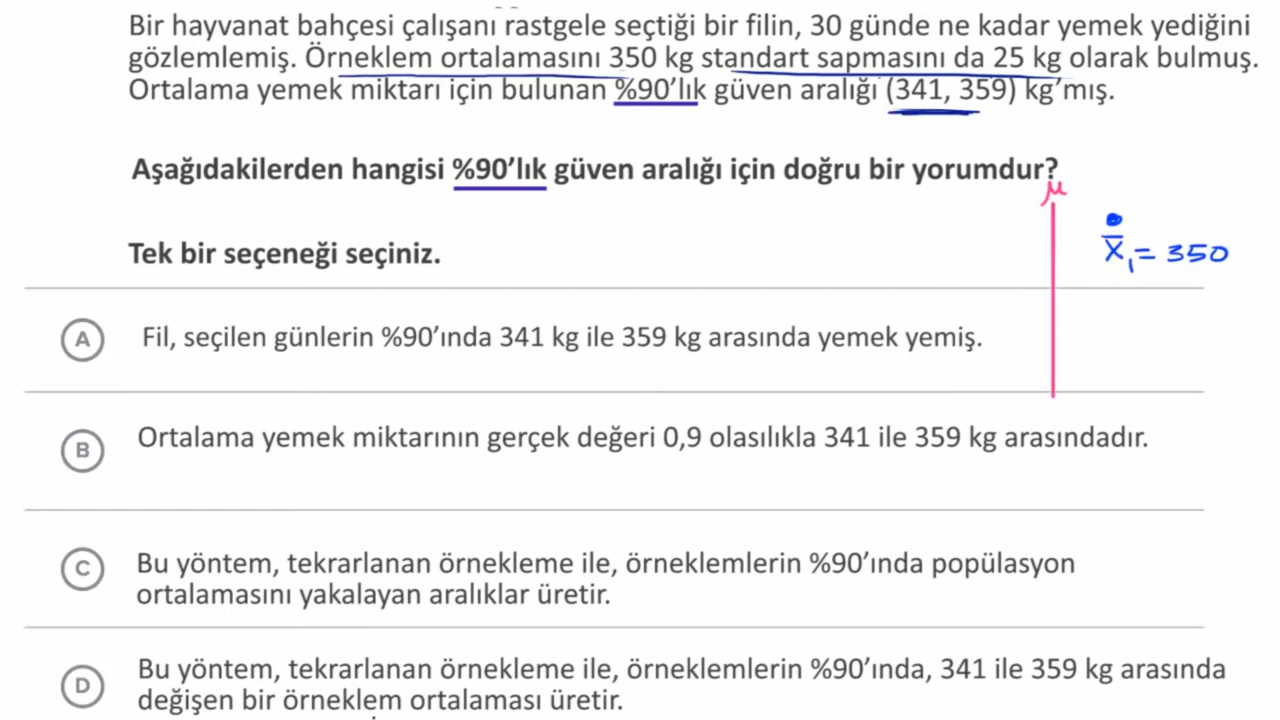 Bir hayvanat bahçesi çalışanı rastgele seçtiği bir filin, 30 günde ne kadar yemek yediğini
gözlemlemiş. Örneklem ortalamasını 350 kg standart sapmasını da 25 kg olarak bulmuş.
Ortalama yemek miktarı için bulunan %90'lık güven aralığı (341, 359) kg'mış.
Aşağıdakilerden hangisi %90'lık güven aralığı için doğru bir yorumdur?
μ
Tek bir seçeneği seçiniz.
X̅₁ = 350
A Fil, seçilen günlerin %90'ında 341 kg ile 359 kg arasında yemek yemiş.
B Ortalama yemek miktarının gerçek değeri 0,9 olasılıkla 341 ile 359 kg arasındadır.
C Bu yöntem, tekrarlanan örnekleme ile, örneklemlerin %90'ında popülasyon
ortalamasını yakalayan aralıklar üretir.
D Bu yöntem, tekrarlanan örnekleme ile, örneklemlerin %90'ında, 341 ile 359 kg arasında
değişen bir örneklem ortalaması üretir.